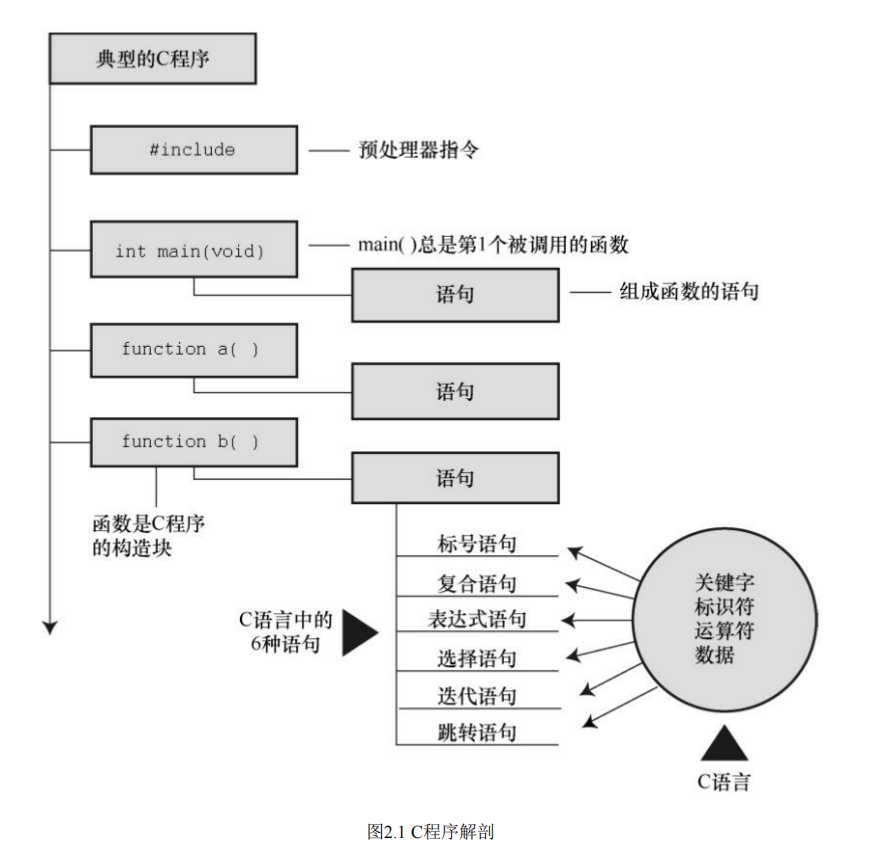 典型的C程序
#include
预处理器指令
int main(void)
main( )总是第1个被调用的函数
语句
组成函数的语句
function a( )
语句
function b( )
语句
函数是C程序
的构造块
标号语句
复合语句
表达式语句
选择语句
迭代语句
跳转语句
C语言中的
6种语句
关键字
标识符
运算符
数据
C语言
图2.1 C程序解剖